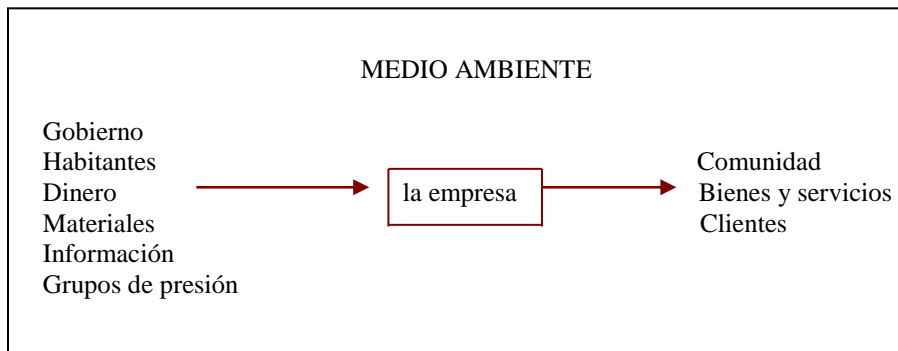 MEDIO AMBIENTE
Gobierno
Habitantes
Dinero
Materiales
Información
Grupos de presión
la empresa
Comunidad
Bienes y servicios
Clientes